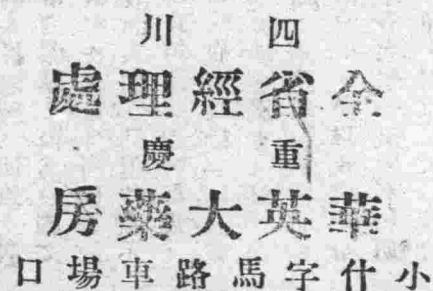 四川
全省經理處
重慶
華英大藥房
小什字馬路車場口